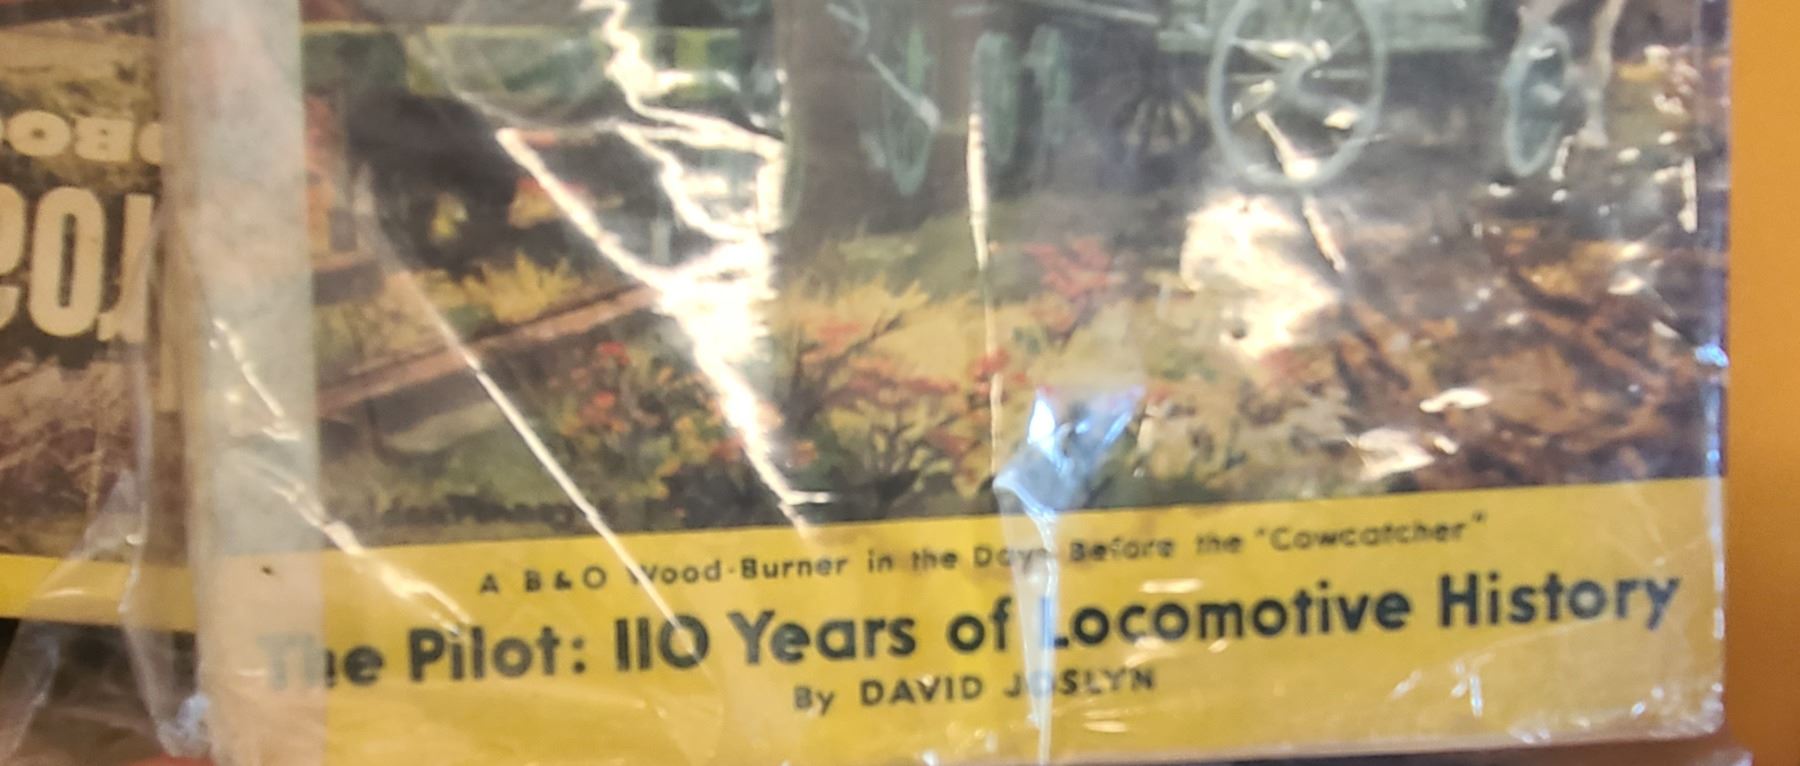 A B&O Wood-Burner in the Days Before the "Cowcatcher"
The Pilot: 110 Years of Locomotive History
By DAVID JOSLYN